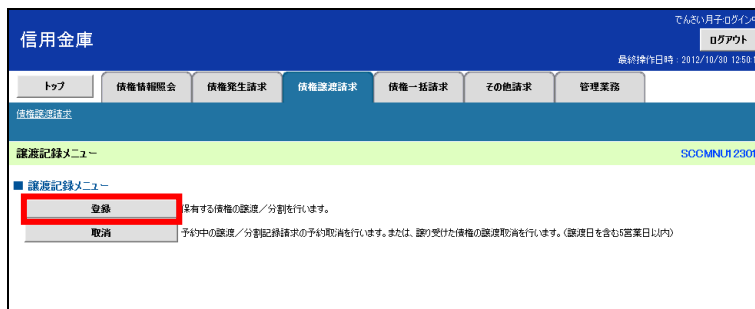 でんさい月子:ログイン中
信用金庫
ログアウト
最終操作日時：2012/10/30 12:50:1
トップ
債権情報照会
債権発生請求
債権譲渡請求
債権一括請求
その他請求
管理業務
債権譲渡請求
譲渡記録メニュー
SCCMNU12301
■ 譲渡記録メニュー
登録
保有する債権の譲渡／分割を行います。
取消
予約中の譲渡／分割記録請求の予約取消を行います。または、譲り受けた債権の譲渡取消を行います。（譲渡日を含む5営業日以内）